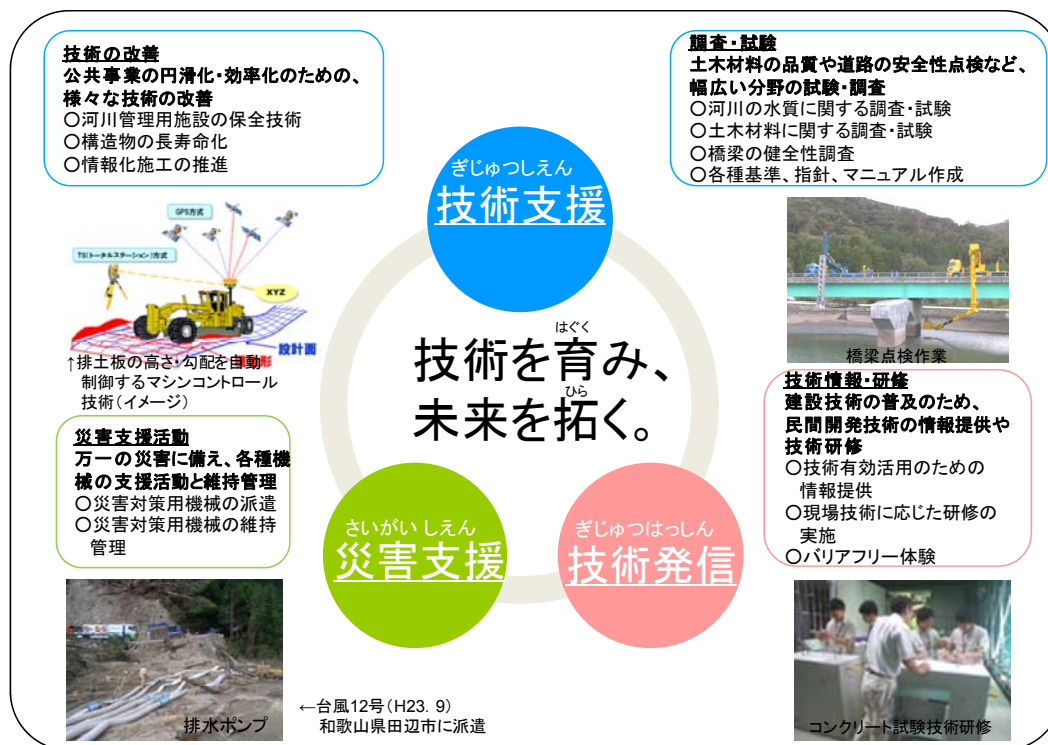 技術の改善
公共事業の円滑化・効率化のための、
様々な技術の改善
○河川管理用施設の保全技術
○構造物の長寿命化
○情報化施工の推進
GPS方式
TS(トータルステーション)方式
XYZ
設計面
↑排土板の高さ・勾配を自動
制御するマシンコントロール
技術(イメージ)
災害支援活動
万一の災害に備え、各種機
械の支援活動と維持管理
○災害対策用機械の派遣
○災害対策用機械の維持
管理
排水ポンプ
←台風12号(H23.9)
和歌山県田辺市に派遣
ぎじゅつしえん
技術支援
はぐく
技術を育み、
ひら
未来を拓く。
さいがい しえん
災害支援
ぎじゅつはっしん
技術発信
調査・試験
土木材料の品質や道路の安全性点検など、
幅広い分野の試験・調査
○河川の水質に関する調査・試験
○土木材料に関する調査・試験
○橋梁の健全性調査
○各種基準、指針、マニュアル作成
橋梁点検作業
技術情報・研修
建設技術の普及のため、
民間開発技術の情報提供や
技術研修
○技術有効活用のための
情報提供
○現場技術に応じた研修の
実施
○バリアフリー体験
コンクリート試験技術研修